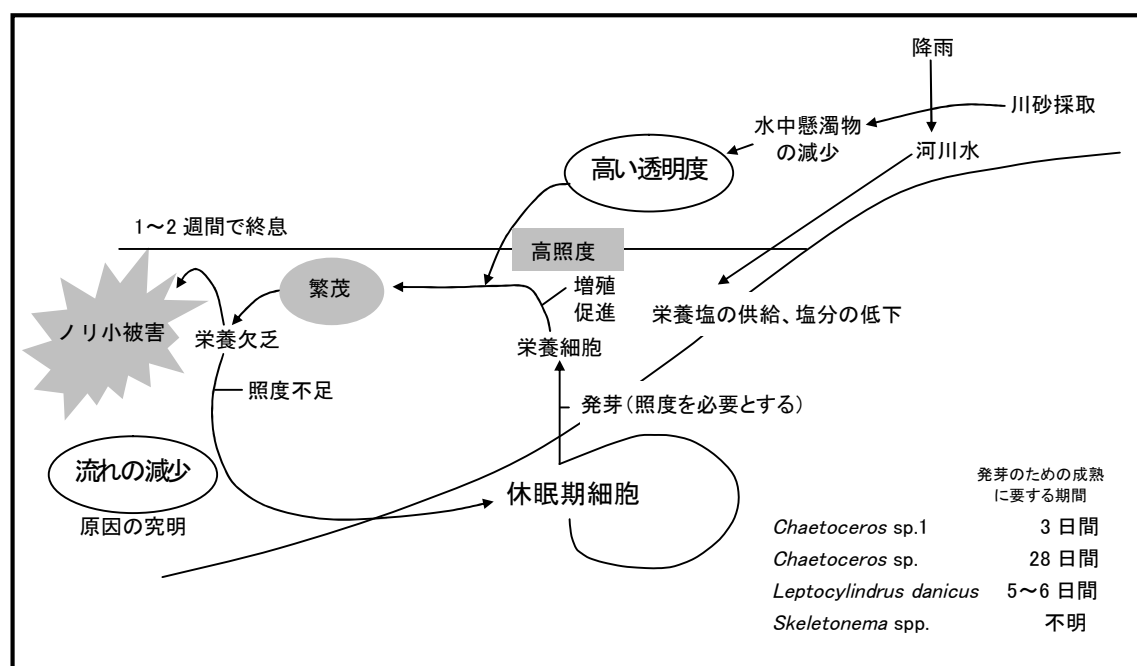 降雨
川砂採取
水中懸濁物
の減少
河川水
高い透明度
1～2 週間で終息
高照度
繁茂
増殖
促進
栄養塩の供給、塩分の低下
ノリ小被害
栄養欠乏
栄養細胞
照度不足
発芽（照度を必要とする）
流れの減少
原因の究明
休眠期細胞
発芽のための成熟
に要する期間
Chaetoceros sp.1 3 日間
Chaetoceros sp. 28 日間
Leptocylindrus danicus 5～6 日間
Skeletonema spp. 不明